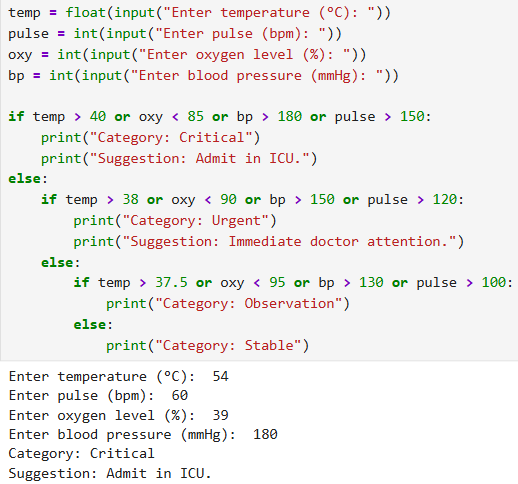 temp = float(input("Enter temperature (°C): "))
pulse = int(input("Enter pulse (bpm): "))
oxy = int(input("Enter oxygen level (%): "))
bp = int(input("Enter blood pressure (mmHg): "))

if temp > 40 or oxy < 85 or bp > 180 or pulse > 150:
    print("Category: Critical")
    print("Suggestion: Admit in ICU.")
else:
    if temp > 38 or oxy < 90 or bp > 150 or pulse > 120:
        print("Category: Urgent")
        print("Suggestion: Immediate doctor attention.")
    else:
        if temp > 37.5 or oxy < 95 or bp > 130 or pulse > 100:
            print("Category: Observation")
        else:
            print("Category: Stable")
Enter temperature (°C):  54
Enter pulse (bpm):  60
Enter oxygen level (%):  39
Enter blood pressure (mmHg):  180
Category: Critical
Suggestion: Admit in ICU.